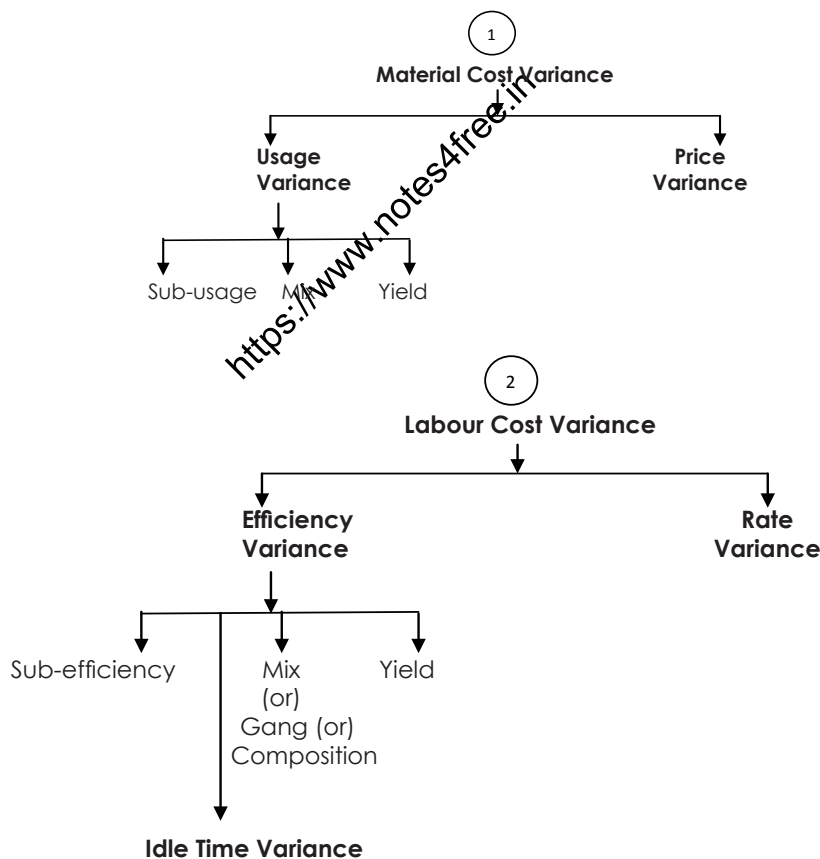 1
Material Cost Variance
Usage
Variance
Price
Variance
Sub-usage Mix Yield
https://www.notes4free.in
2
Labour Cost Variance
Efficiency
Variance
Rate
Variance
Sub-efficiency Mix Yield
(or)
Gang (or)
Composition
Idle Time Variance